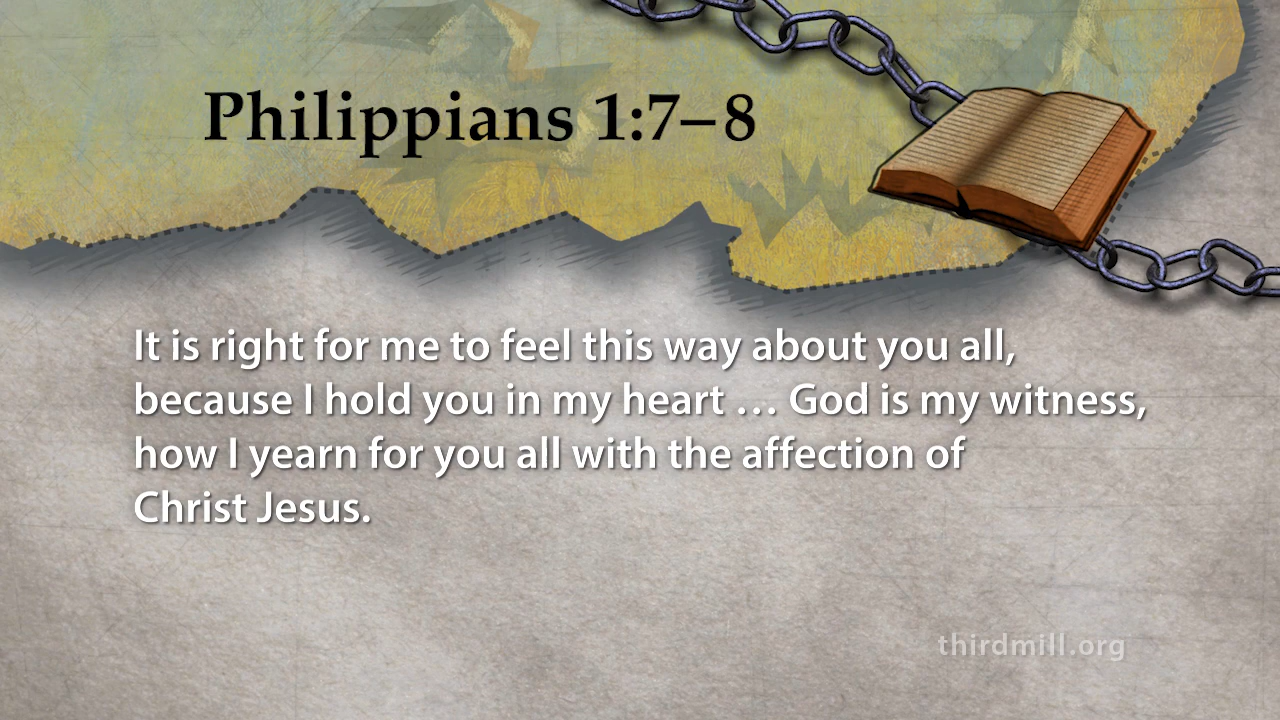 Philippians 1:7–8
It is right for me to feel this way about you all,
because I hold you in my heart … God is my witness,
how I yearn for you all with the affection of
Christ Jesus.
thirdmill.org